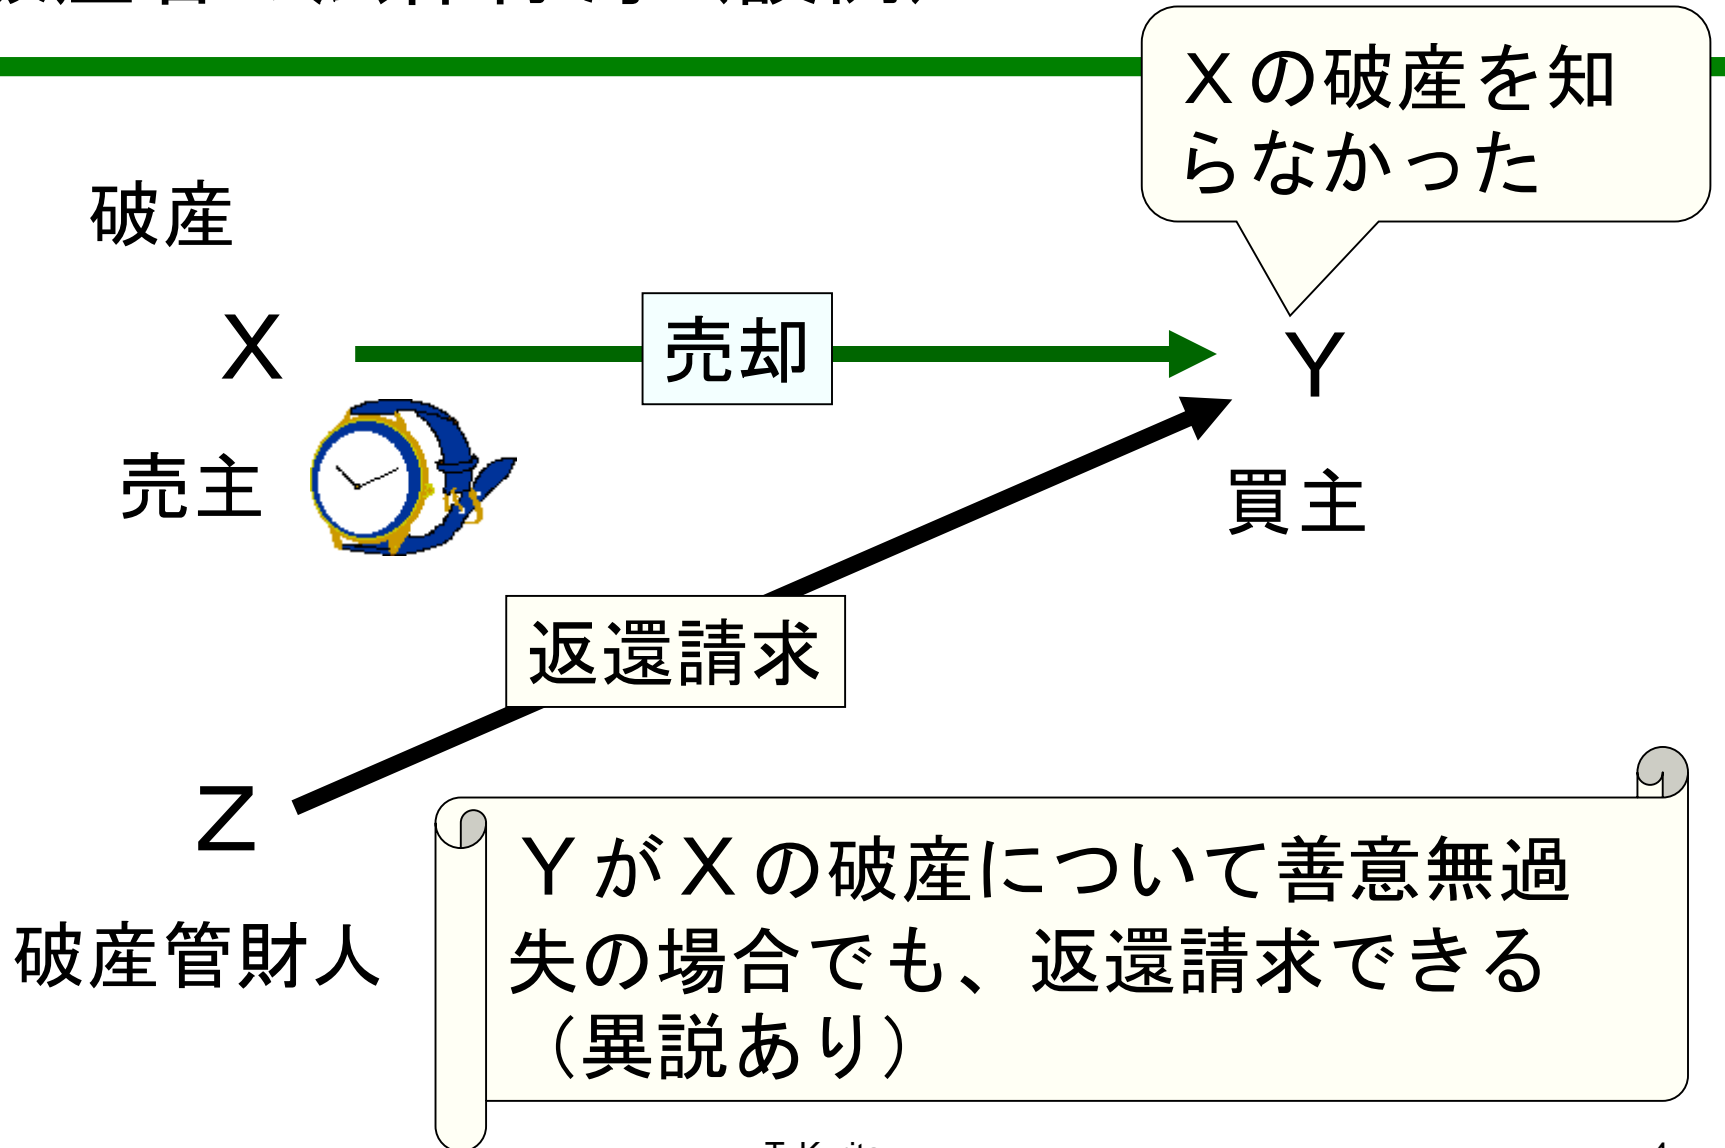 Ｘの破産を知
らなかった
破産
Ｘ
売却
Ｙ
売主
買主
返還請求
Ｚ
破産管財人
ＹがＸの破産について善意無過
失の場合でも、返還請求できる
（異説あり）